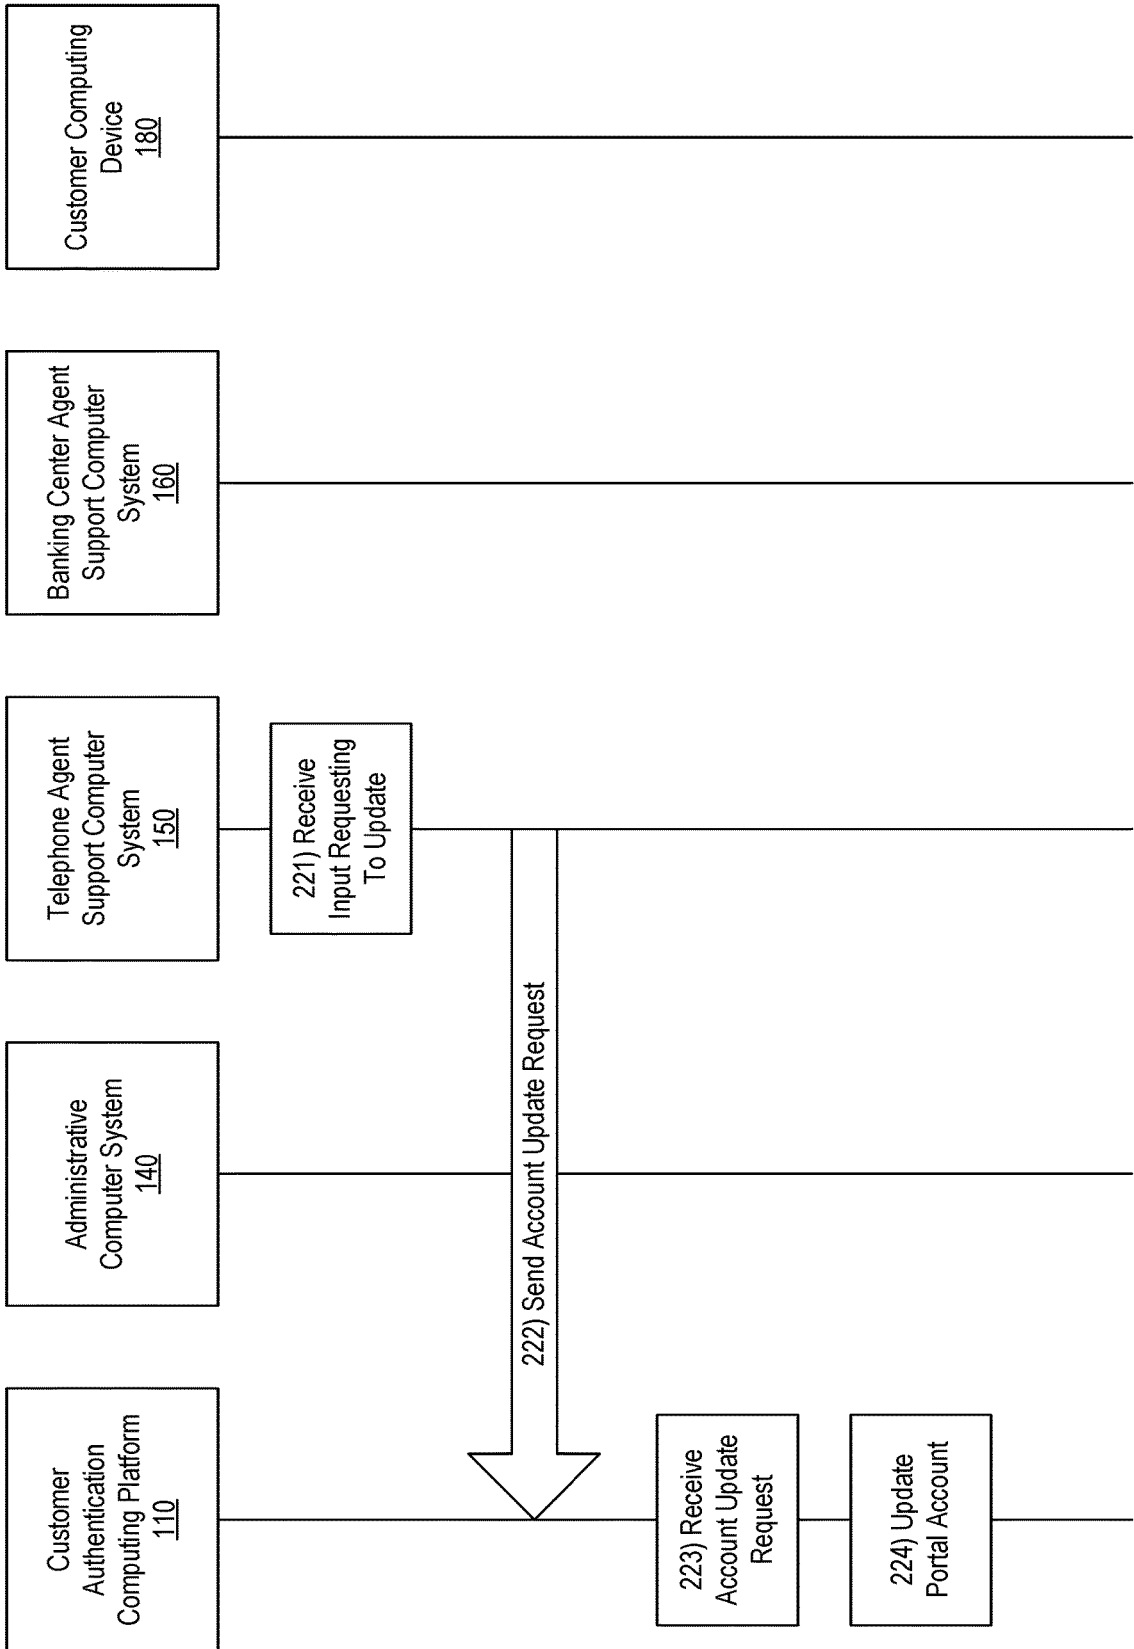 Customer
Authentication
Computing Platform
110
Administrative
Computer System
140
Telephone Agent
Support Computer
System
150
Banking Center Agent
Support Computer
System
160
Customer Computing
Device
180
221) Receive
Input Requesting
To Update
222) Send Account Update Request
223) Receive
Account Update
Request
224) Update
Portal Account